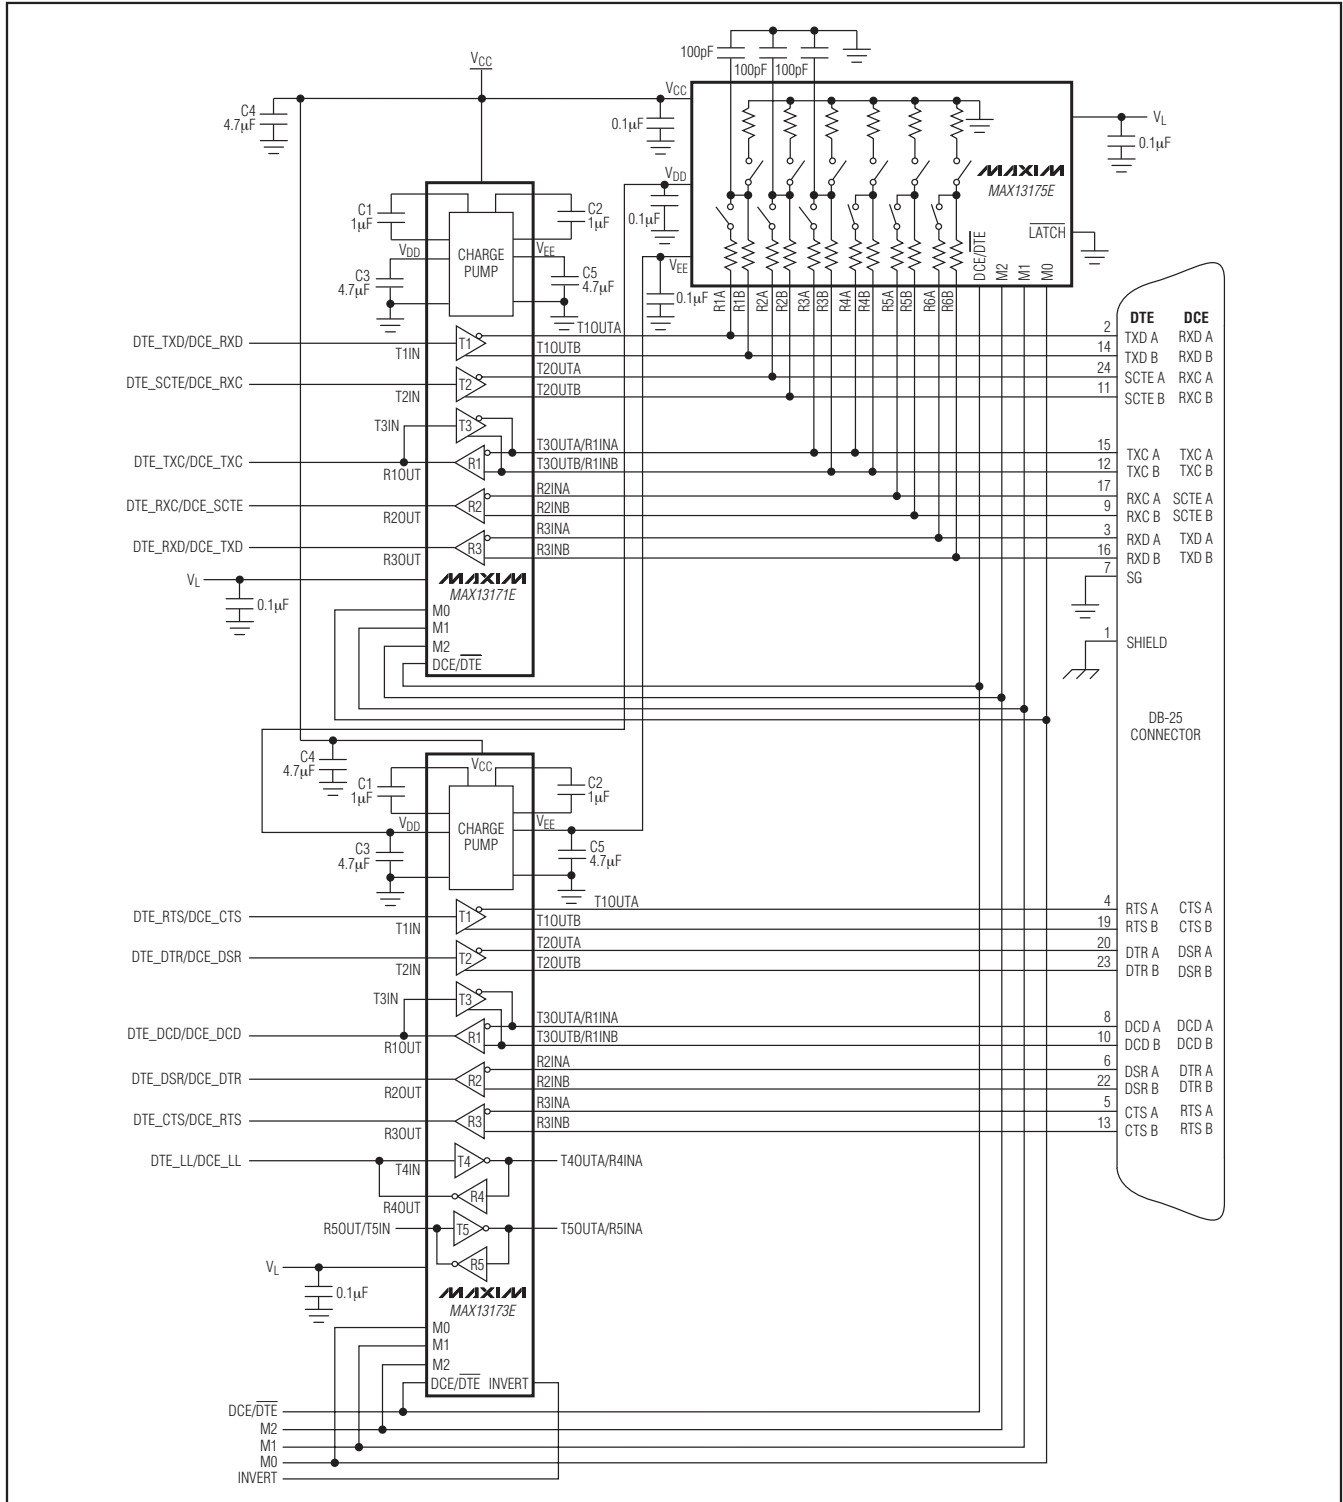 100pF
100pF 100pF
VCC
VCC
C4
4.7µF
0.1µF
VL
0.1µF
MAXIM
MAX13175E
VDD
0.1µF
LATCH
VEE
0.1µF
DCE/DTE
M2
M1
M0
R1A
R1B
R2A
R2B
R3A
R3B
R4A
R4B
R5A
R5B
R6A
R6B
C1
1µF
C2
1µF
VDD
VEE
CHARGE
PUMP
C3
4.7µF
C5
4.7µF
DTE_TXD/DCE_RXD
T1IN
T1
T1OUTA
T1OUTB
DTE_SCTE/DCE_RXC
T2IN
T2
T2OUTA
T2OUTB
T3IN
T3
DTE_TXC/DCE_TXC
R1OUT
R1
T3OUTA/R1INA
T3OUTB/R1INB
DTE_RXC/DCE_SCTE
R2OUT
R2
R2INA
R2INB
DTE_RXD/DCE_TXD
R3OUT
R3
R3INA
R3INB
VL
0.1µF
MAXIM
MAX13171E
M0
M1
M2
DCE/DTE
DTE DCE
2 TXD A RXD A
14 TXD B RXD B
24 SCTE A RXC A
11 SCTE B RXC B
15 TXC A TXC A
12 TXC B TXC B
17 RXC A SCTE A
9 RXC B SCTE B
3 RXD A TXD A
16 RXD B TXD B
7 SG
1 SHIELD
DB-25
CONNECTOR
C4
4.7µF
VCC
C1
1µF
C2
1µF
VDD
VEE
CHARGE
PUMP
C3
4.7µF
C5
4.7µF
DTE_RTS/DCE_CTS
T1IN
T1
T1OUTA
T1OUTB
DTE_DTR/DCE_DSR
T2IN
T2
T2OUTA
T2OUTB
T3IN
T3
DTE_DCD/DCE_DCD
R1OUT
R1
T3OUTA/R1INA
T3OUTB/R1INB
DTE_DSR/DCE_DTR
R2OUT
R2
R2INA
R2INB
DTE_CTS/DCE_RTS
R3OUT
R3
R3INA
R3INB
DTE_LL/DCE_LL
T4IN
T4
T4OUTA/R4INA
R4OUT
R4
R5OUT/T5IN
T5
T5OUTA/R5INA
R5
4 RTS A CTS A
19 RTS B CTS B
20 DTR A DSR A
23 DTR B DSR B
8 DCD A DCD A
10 DCD B DCD B
6 DSR A DTR A
22 DSR B DTR B
5 CTS A RTS A
13 CTS B RTS B
VL
0.1µF
MAXIM
MAX13173E
M0
M1
M2
DCE/DTE INVERT
DCE/DTE
M2
M1
M0
INVERT